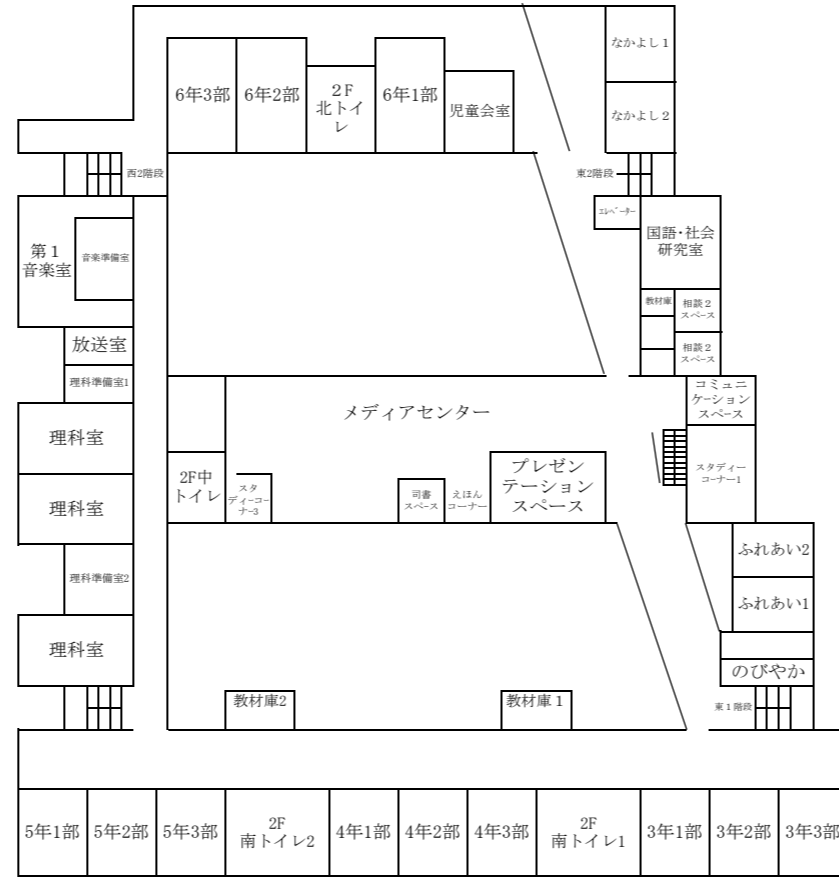 なかよし１
6年3部
6年2部
２F
北トイ
レ
6年1部
児童会室
なかよし２
西2階段
東2階段
エレベーター
第１
音楽室
音楽準備室
国語・社会
研究室
教材庫
相談２
スペース
放送室
相談２
スペース
理科準備室1
メディアセンター
コミュニ
ケーション
スペース
理科室
2F中
トイレ
スタ
ディーコー
ナー3
司書
スペース
えほん
コーナー
プレゼン
テーション
スペース
スタディー
コーナー1
理科室
ふれあい2
理科準備室2
ふれあい1
理科室
のびやか
教材庫2
教材庫１
東１階段
5年1部
5年2部
5年3部
2F
南トイレ2
4年1部
4年2部
4年3部
2F
南トイレ1
3年1部
3年2部
3年3部